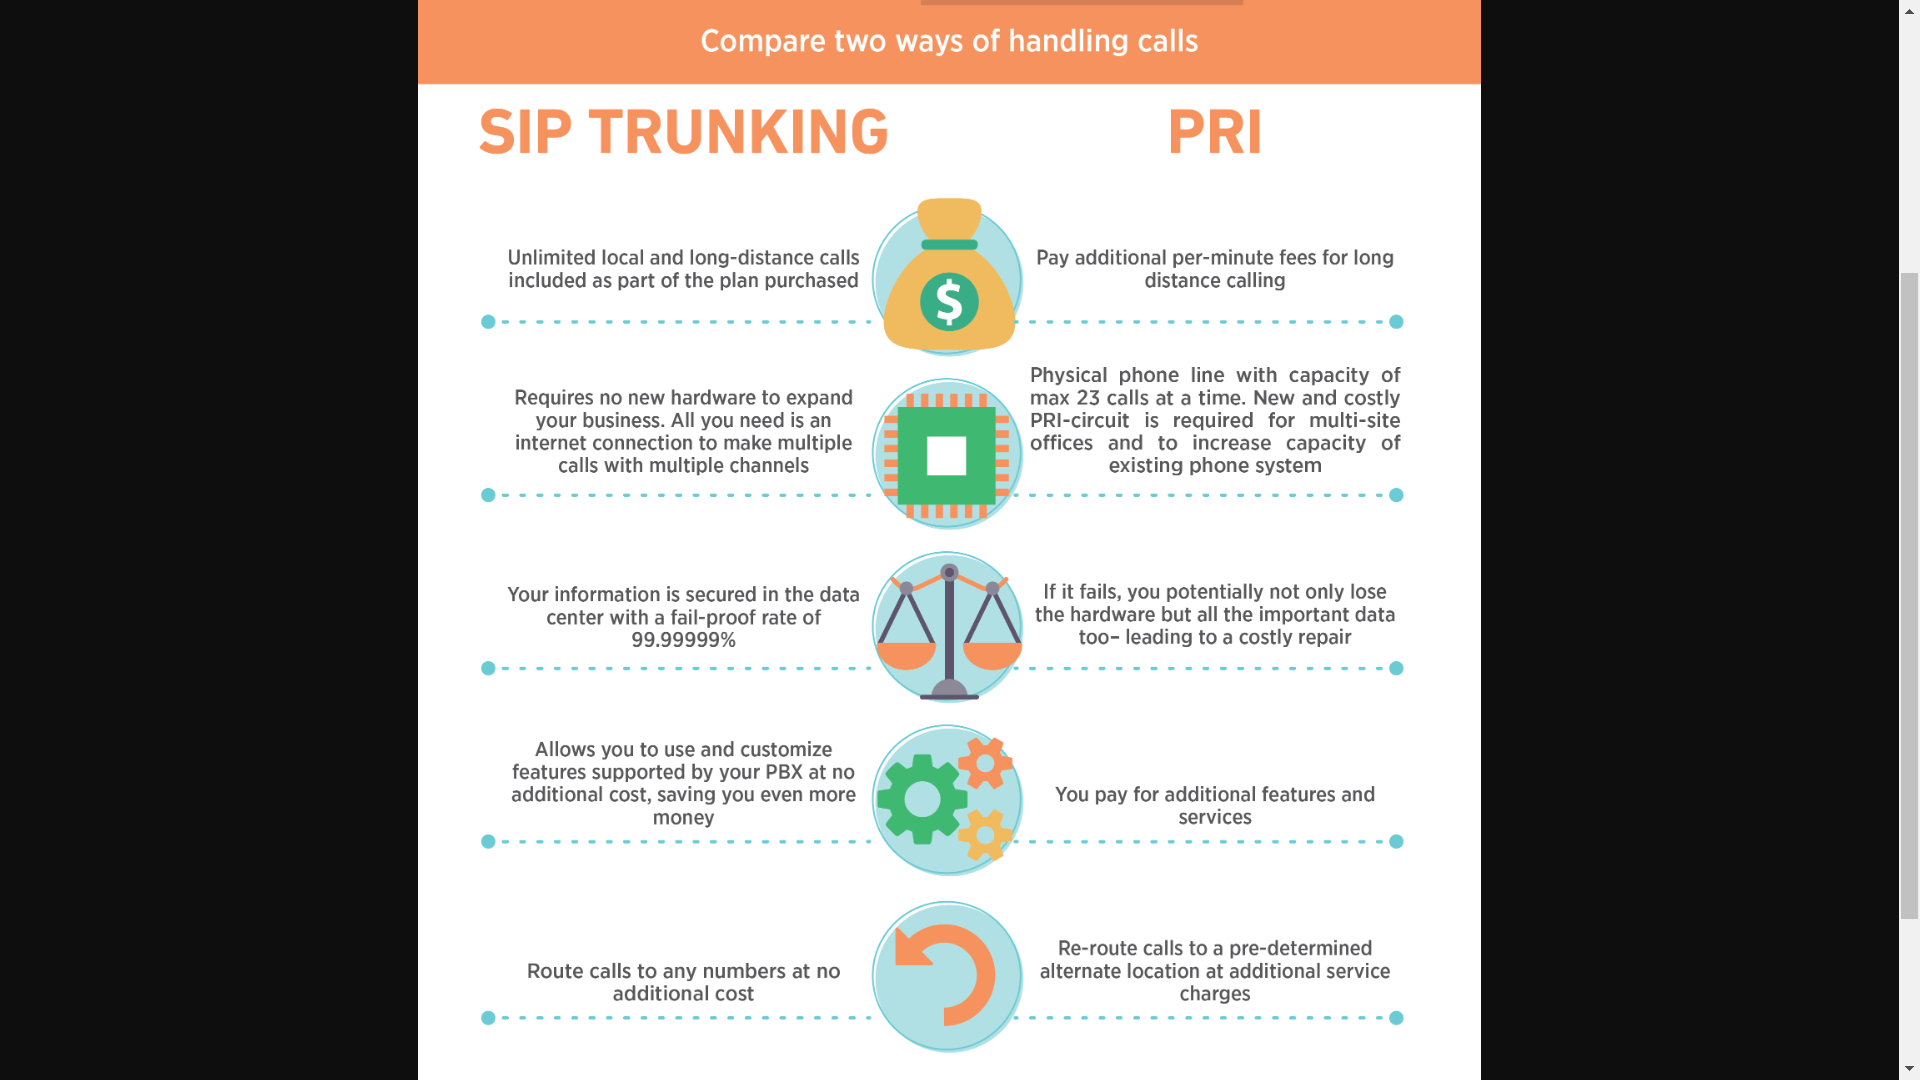 Compare two ways of handling calls
SIP TRUNKING
PRI
Unlimited local and long-distance calls
included as part of the plan purchased
$
Pay additional per-minute fees for long
distance calling
Requires no new hardware to expand
your business. All you need is an
internet connection to make multiple
calls with multiple channels
Physical phone line with capacity of
max 23 calls at a time. New and costly
PRI-circuit is required for multi-site
offices and to increase capacity of
existing phone system
Your information is secured in the data
center with a fail-proof rate of
99.99999%
If it fails, you potentially not only lose
the hardware but all the important data
too– leading to a costly repair
Allows you to use and customize
features supported by your PBX at no
additional cost, saving you even more
money
You pay for additional features and
services
Route calls to any numbers at no
additional cost
Re-route calls to a pre-determined
alternate location at additional service
charges